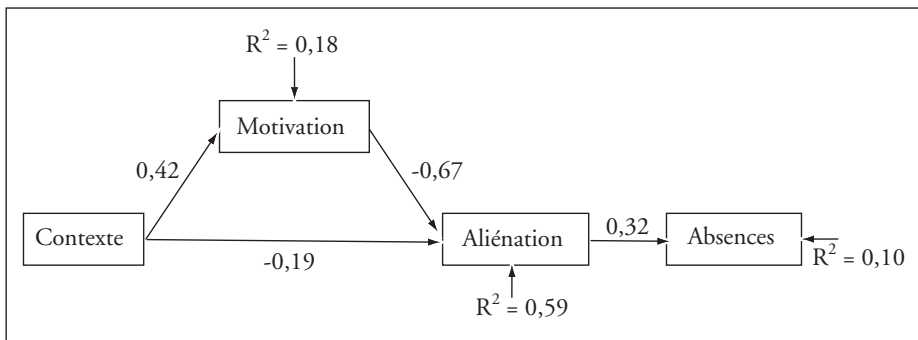 R² = 0,18
Motivation
0,42
-0,67
Contexte
Aliénation
0,32
Absences
-0,19
R² = 0,10
R² = 0,59